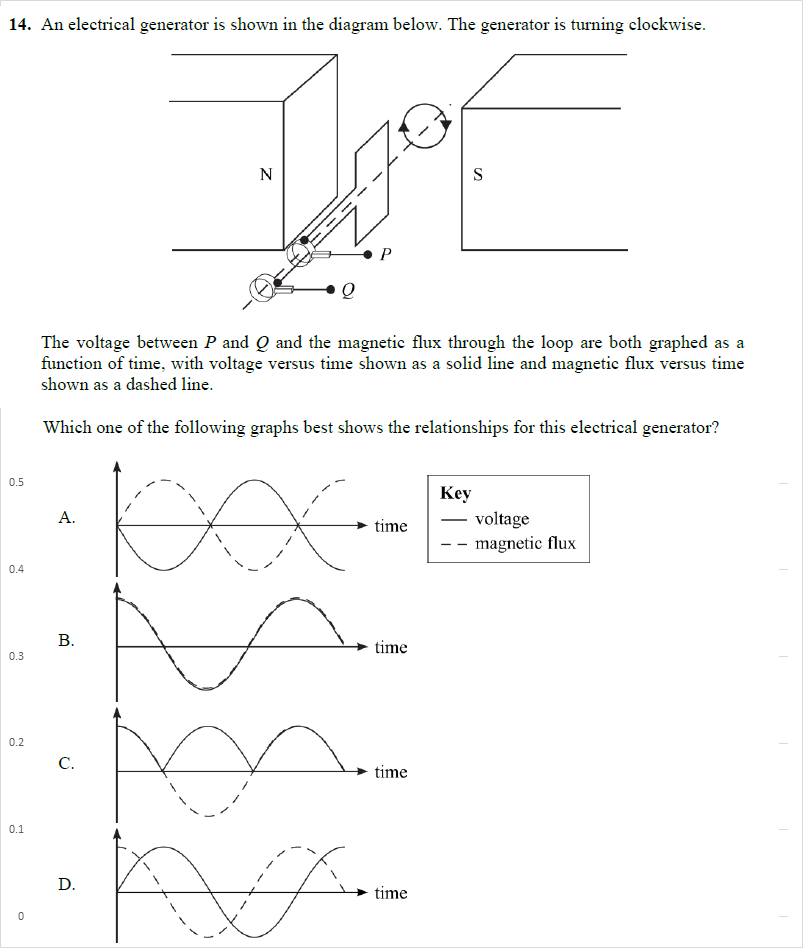 14. An electrical generator is shown in the diagram below. The generator is turning clockwise.
N
S
P
Q
The voltage between P and Q and the magnetic flux through the loop are both graphed as a
function of time, with voltage versus time shown as a solid line and magnetic flux versus time
shown as a dashed line.
Which one of the following graphs best shows the relationships for this electrical generator?
0.5
A.
time
Key
voltage
magnetic flux
0.4
B.
time
0.3
0.2
C.
time
0.1
D.
time
0